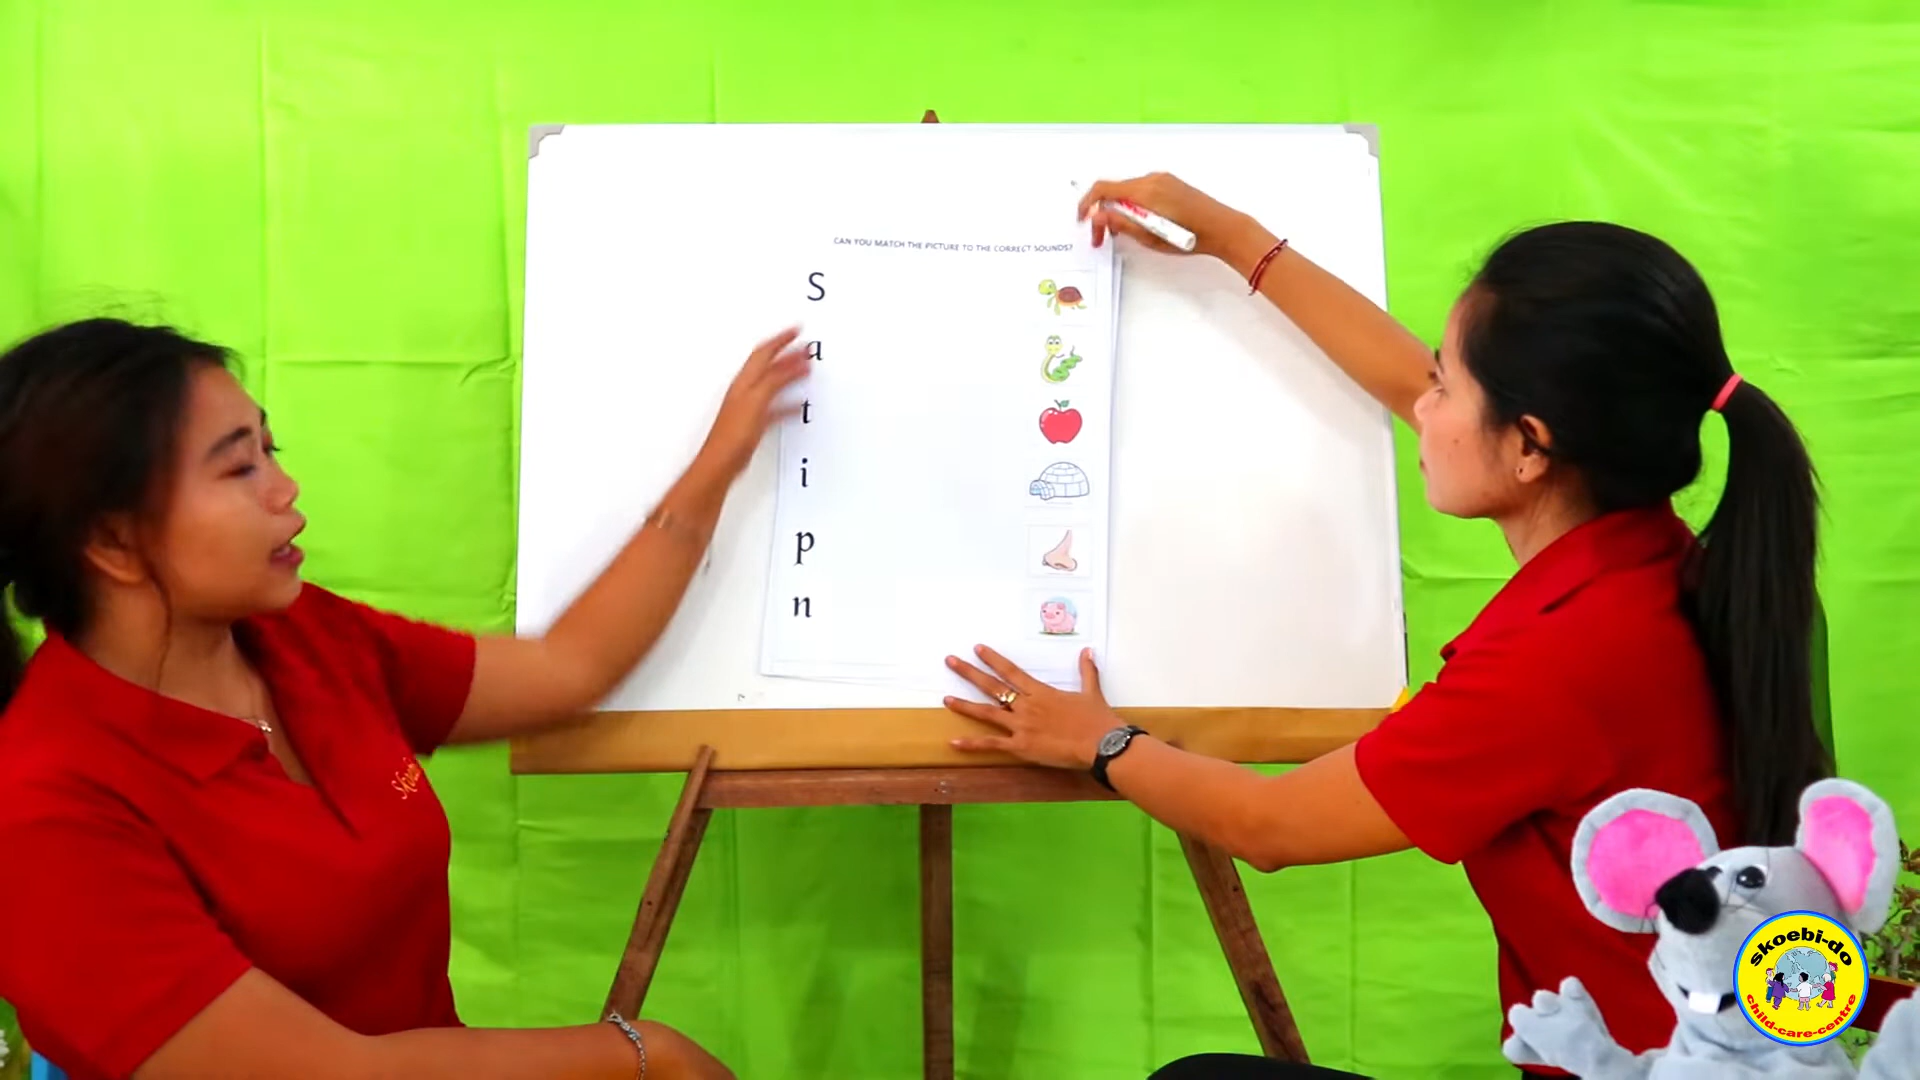 CAN YOU MATCH THE PICTURE TO THE CORRECT SOUNDS?
S
a
t
i
p
n
skoebi-do
child-care-centre